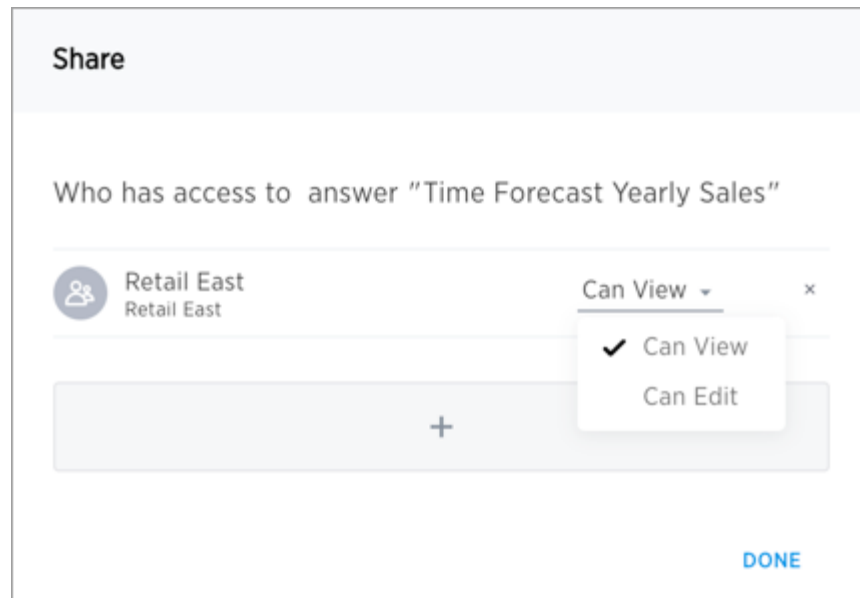 Share
Who has access to answer "Time Forecast Yearly Sales"
Retail East
Retail East
Can View
×
Can View
Can Edit
+
DONE